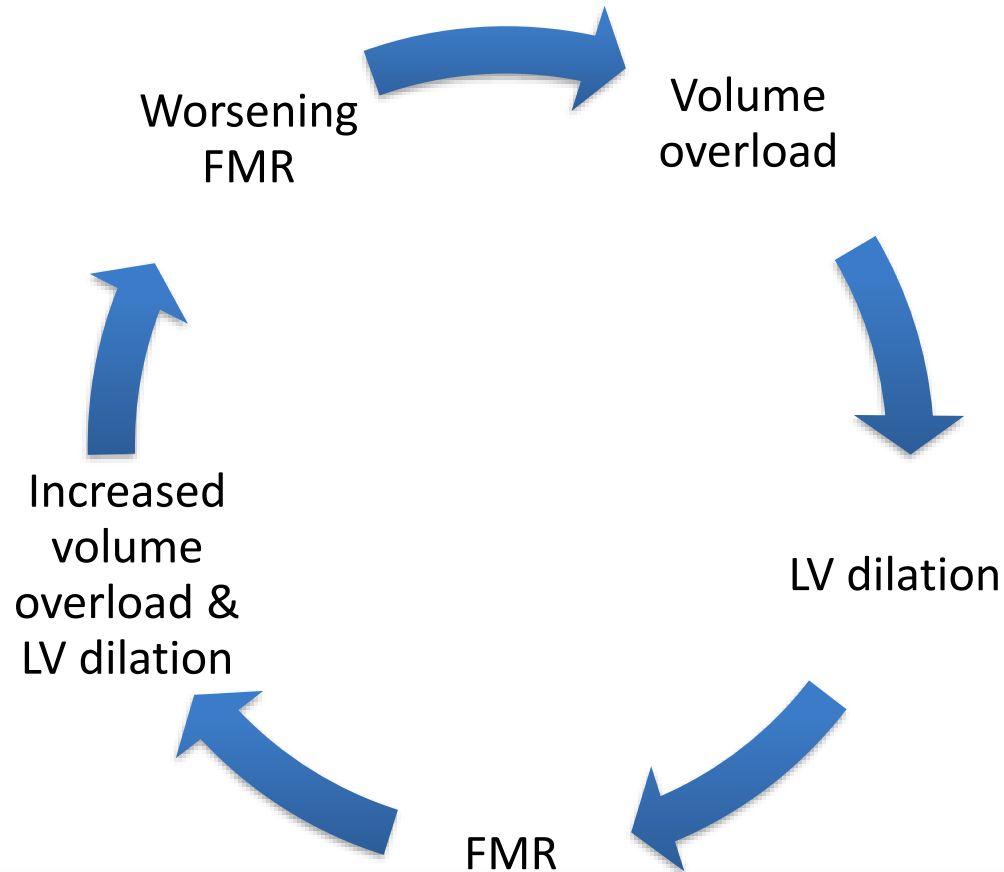 Worsening
FMR
Volume
overload
LV dilation
FMR
Increased
volume
overload &
LV dilation